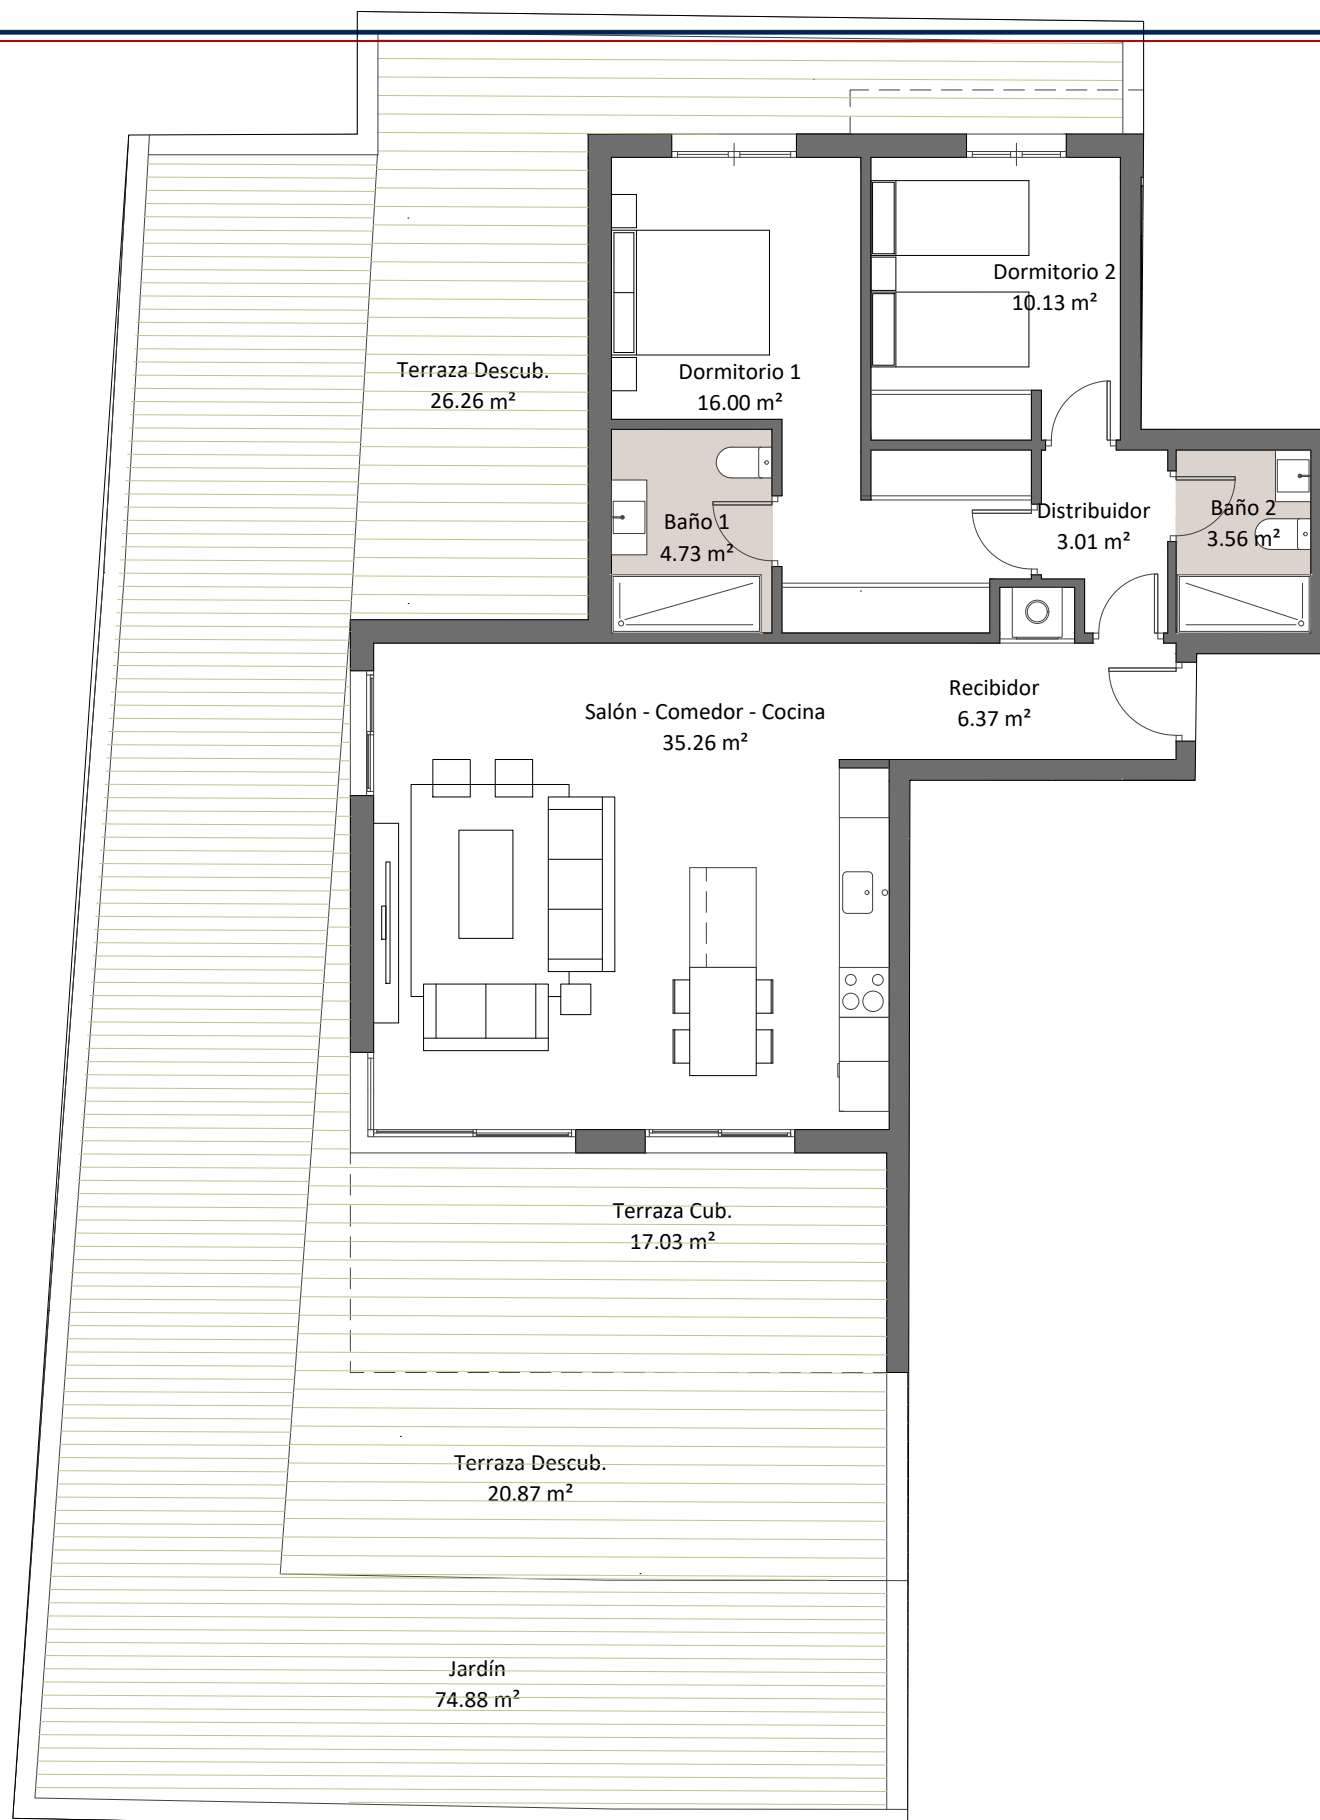 Dormitorio 2
10.13 m²
Terraza Descub.
26.26 m²
Dormitorio 1
16.00 m²
Baño 1
4.73 m²
Distribuidor
3.01 m²
Baño 2
3.56 m²
Recibidor
6.37 m²
Salón - Comedor - Cocina
35.26 m²
Terraza Cub.
17.03 m²
Terraza Descub.
20.87 m²
Jardín
74.88 m²